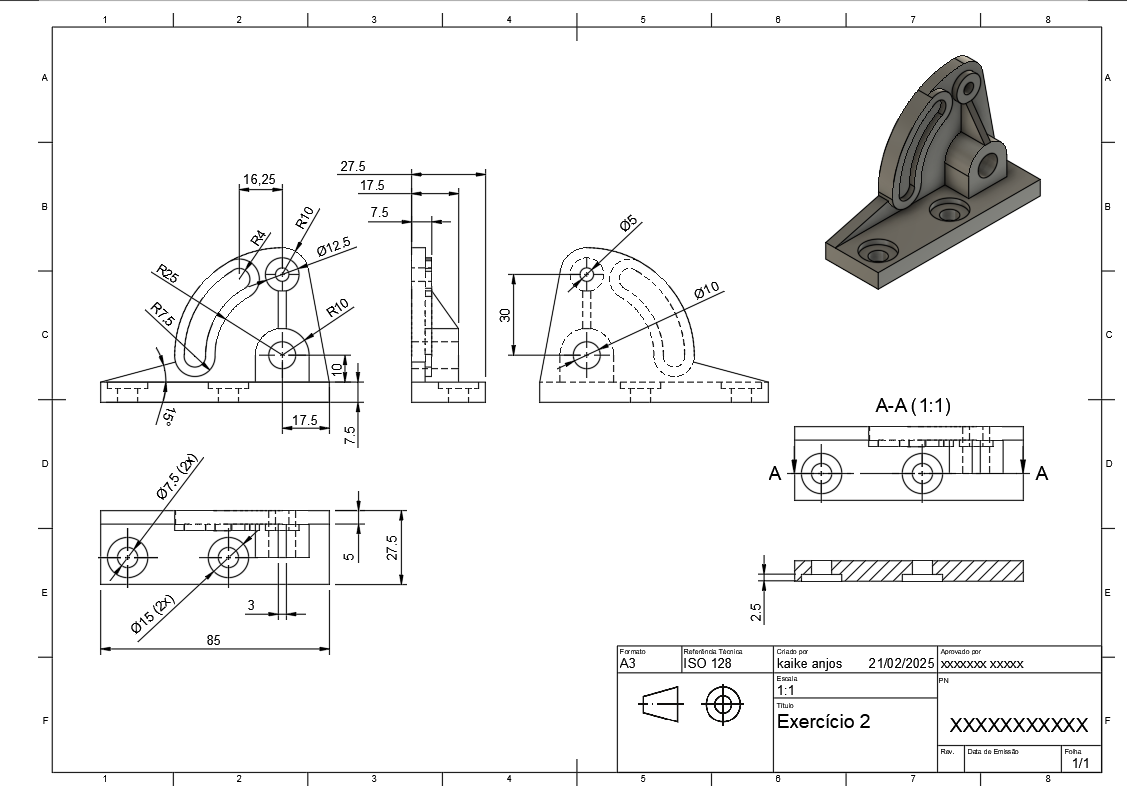 1 2 3 4 5 6 7 8
A A
B B
C C
D D
E E
F F
16,25
R4
R10
Ø12.5
R25
R7.5
R10
10
15°
17.5
7.5
27.5
17.5
7.5
Ø5
Ø10
30
Ø7.5 (2x)
Ø15 (2x)
3
85
5
27.5
A-A (1:1)
A A
2.5
Formato
A3
Referência Técnica
ISO 128
Criado por
kaike anjos 21/02/2025
Aprovado por
xxxxxxx xxxxx
Escala
1:1
Título
Exercício 2
PN
XXXXXXXXXXX
Rev.
Data de Emissão
Folha
1/1
1 2 3 4 5 6 7 8